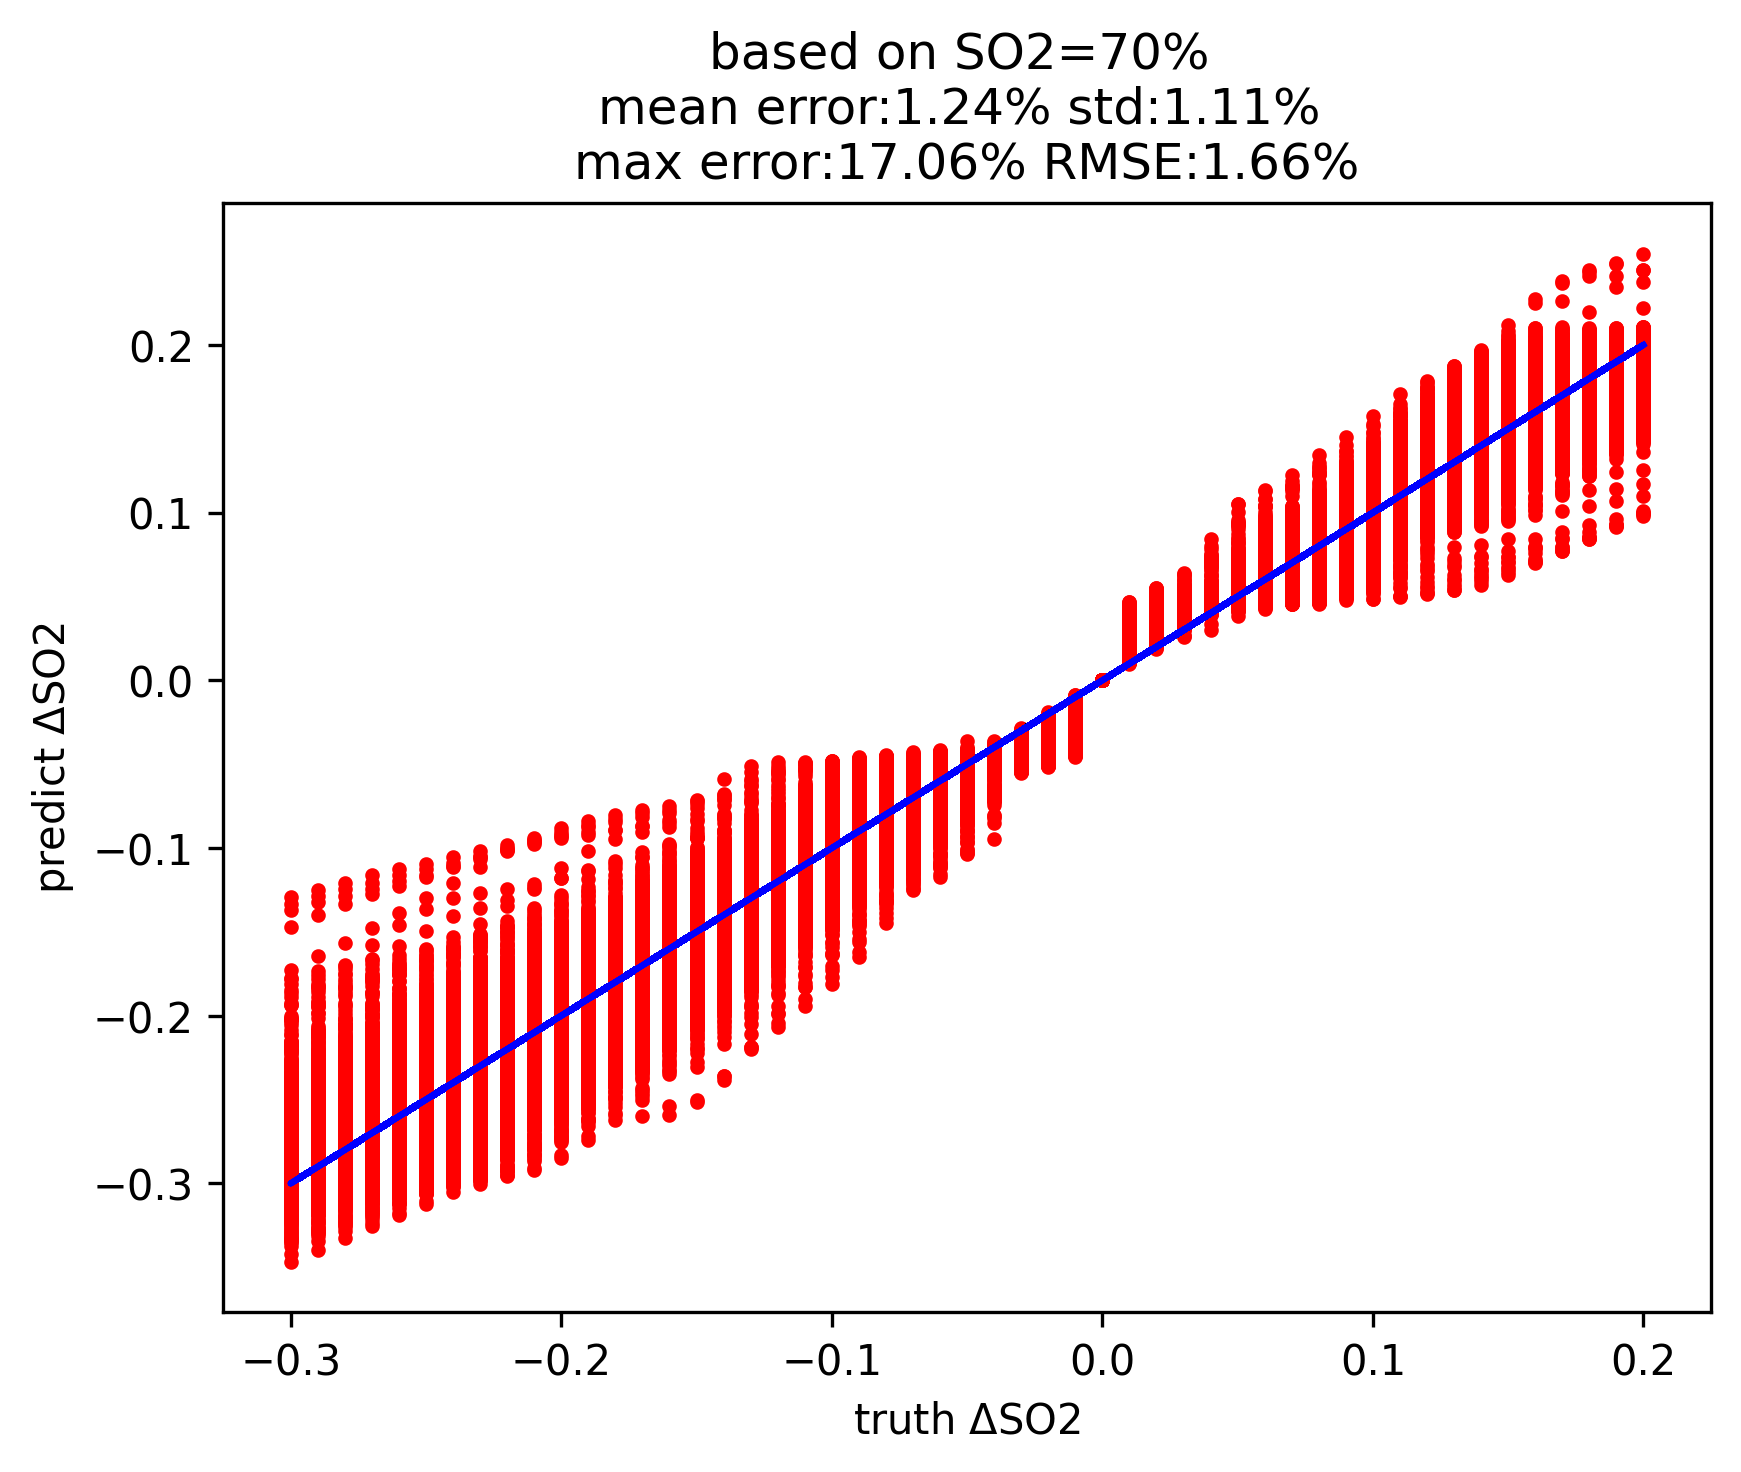 based on SO2=70%
mean error:1.24% std:1.11%
max error:17.06% RMSE:1.66%
0.2
0.1
0.0
−0.1
−0.2
−0.3
predict ΔSO2
−0.3 −0.2 −0.1 0.0 0.1 0.2
truth ΔSO2